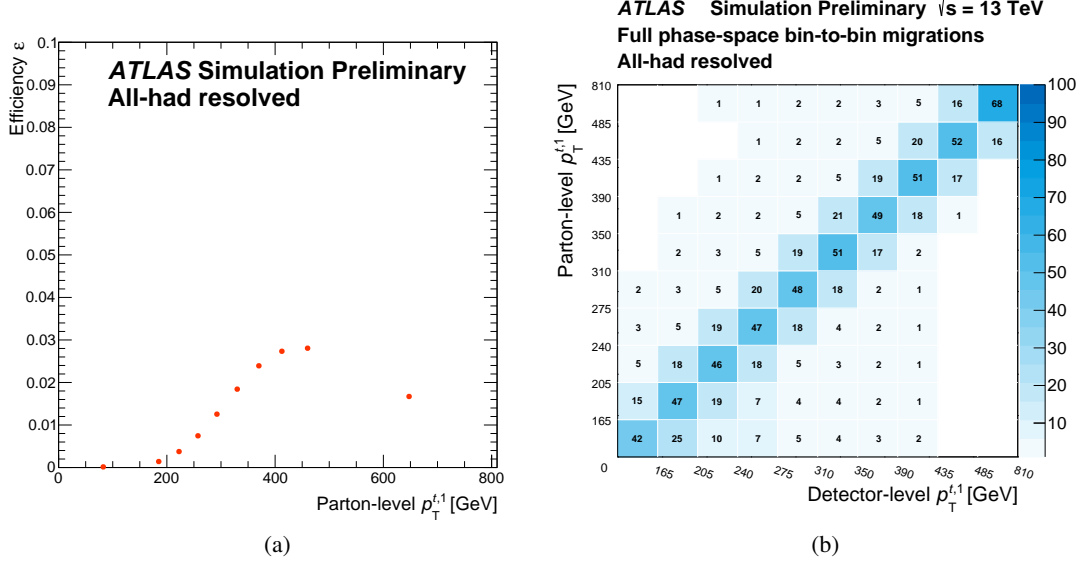 ATLAS Simulation Preliminary
All-had resolved
Efficiency ε
0.1
0.09
0.08
0.07
0.06
0.05
0.04
0.03
0.02
0.01
0
0 200 400 600 800
Parton-level p_T^{t,1} [GeV]
(a)
ATLAS Simulation Preliminary √s = 13 TeV
Full phase-space bin-to-bin migrations
All-had resolved
Parton-level p_T^{t,1} [GeV]
810
1 1 2 2 3 5 16 68
485
1 2 2 5 20 52 16
435
1 2 2 5 19 51 17
390
1 2 2 5 21 49 18 1
350
2 3 5 19 51 17 2
310
2 3 5 20 48 18 2 1
275
3 5 19 47 18 4 2 1
240
5 18 46 18 5 3 2 1
205
15 47 19 7 4 4 2 1
165
42 25 10 7 5 4 3 2
0
165 205 240 275 310 350 390 435 485 810
Detector-level p_T^{t,1} [GeV]
100
90
80
70
60
50
40
30
20
10
(b)